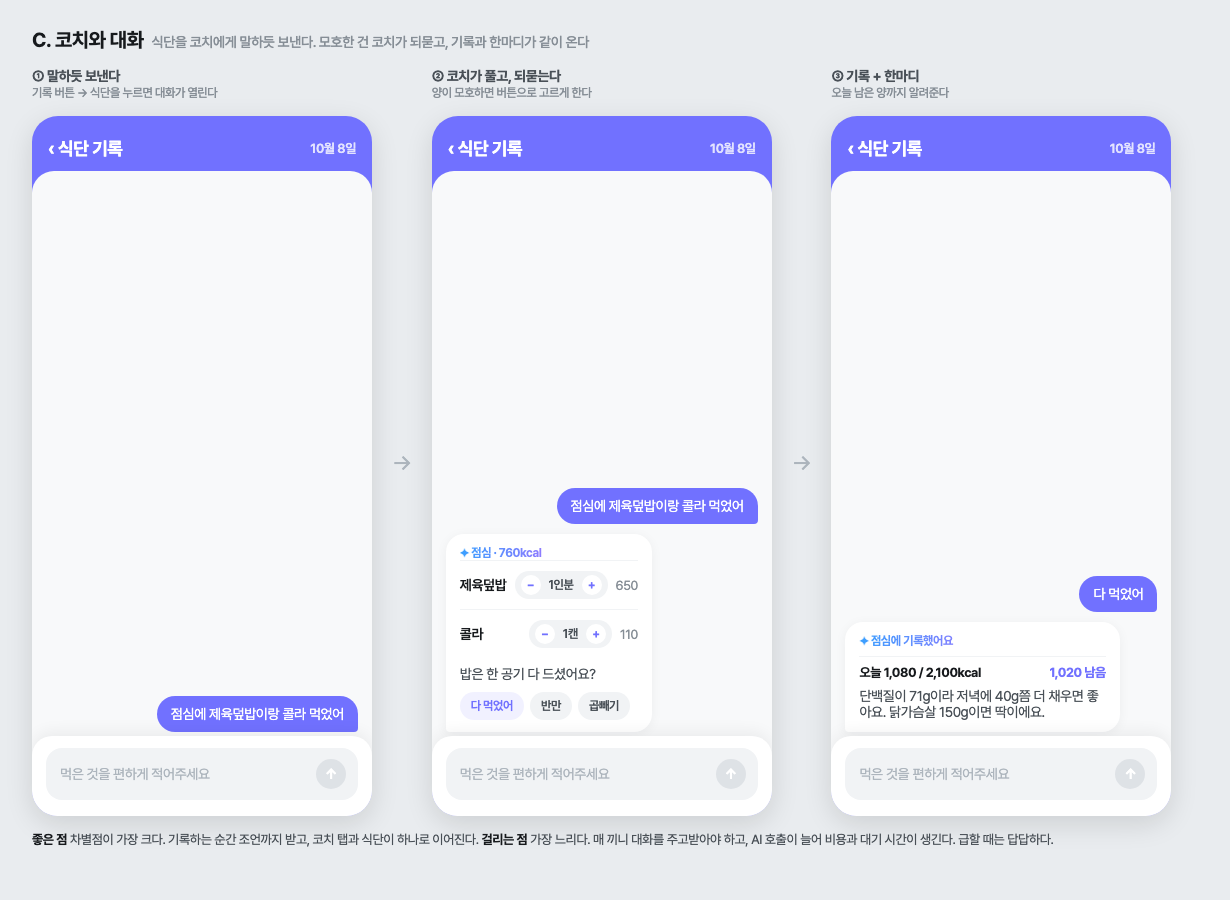 C. 코치와 대화 식단을 코치에게 말하듯 보낸다. 모호한 건 코치가 되묻고, 기록과 한마디가 같이 온다
① 말하듯 보낸다
기록 버튼 → 식단을 누르면 대화가 열린다
‹ 식단 기록 10월 8일
점심에 제육덮밥이랑 콜라 먹었어
먹은 것을 편하게 적어주세요
→
② 코치가 풀고, 되묻는다
양이 모호하면 버튼으로 고르게 한다
‹ 식단 기록 10월 8일
점심에 제육덮밥이랑 콜라 먹었어
✦ 점심 · 760kcal
제육덮밥 − 1인분 + 650
콜라 − 1캔 + 110
밥은 한 공기 다 드셨어요?
다 먹었어 반만 곱빼기
먹은 것을 편하게 적어주세요
→
③ 기록 + 한마디
오늘 남은 양까지 알려준다
‹ 식단 기록 10월 8일
다 먹었어
✦ 점심에 기록했어요
오늘 1,080 / 2,100kcal 1,020 남음
단백질이 71g이라 저녁에 40g쯤 더 채우면 좋
아요. 닭가슴살 150g이면 딱이에요.
먹은 것을 편하게 적어주세요
좋은 점 차별점이 가장 크다. 기록하는 순간 조언까지 받고, 코치 탭과 식단이 하나로 이어진다. 걸리는 점 가장 느리다. 매 끼니 대화를 주고받아야 하고, AI 호출이 늘어 비용과 대기 시간이 생긴다. 급할 때는 답답하다.